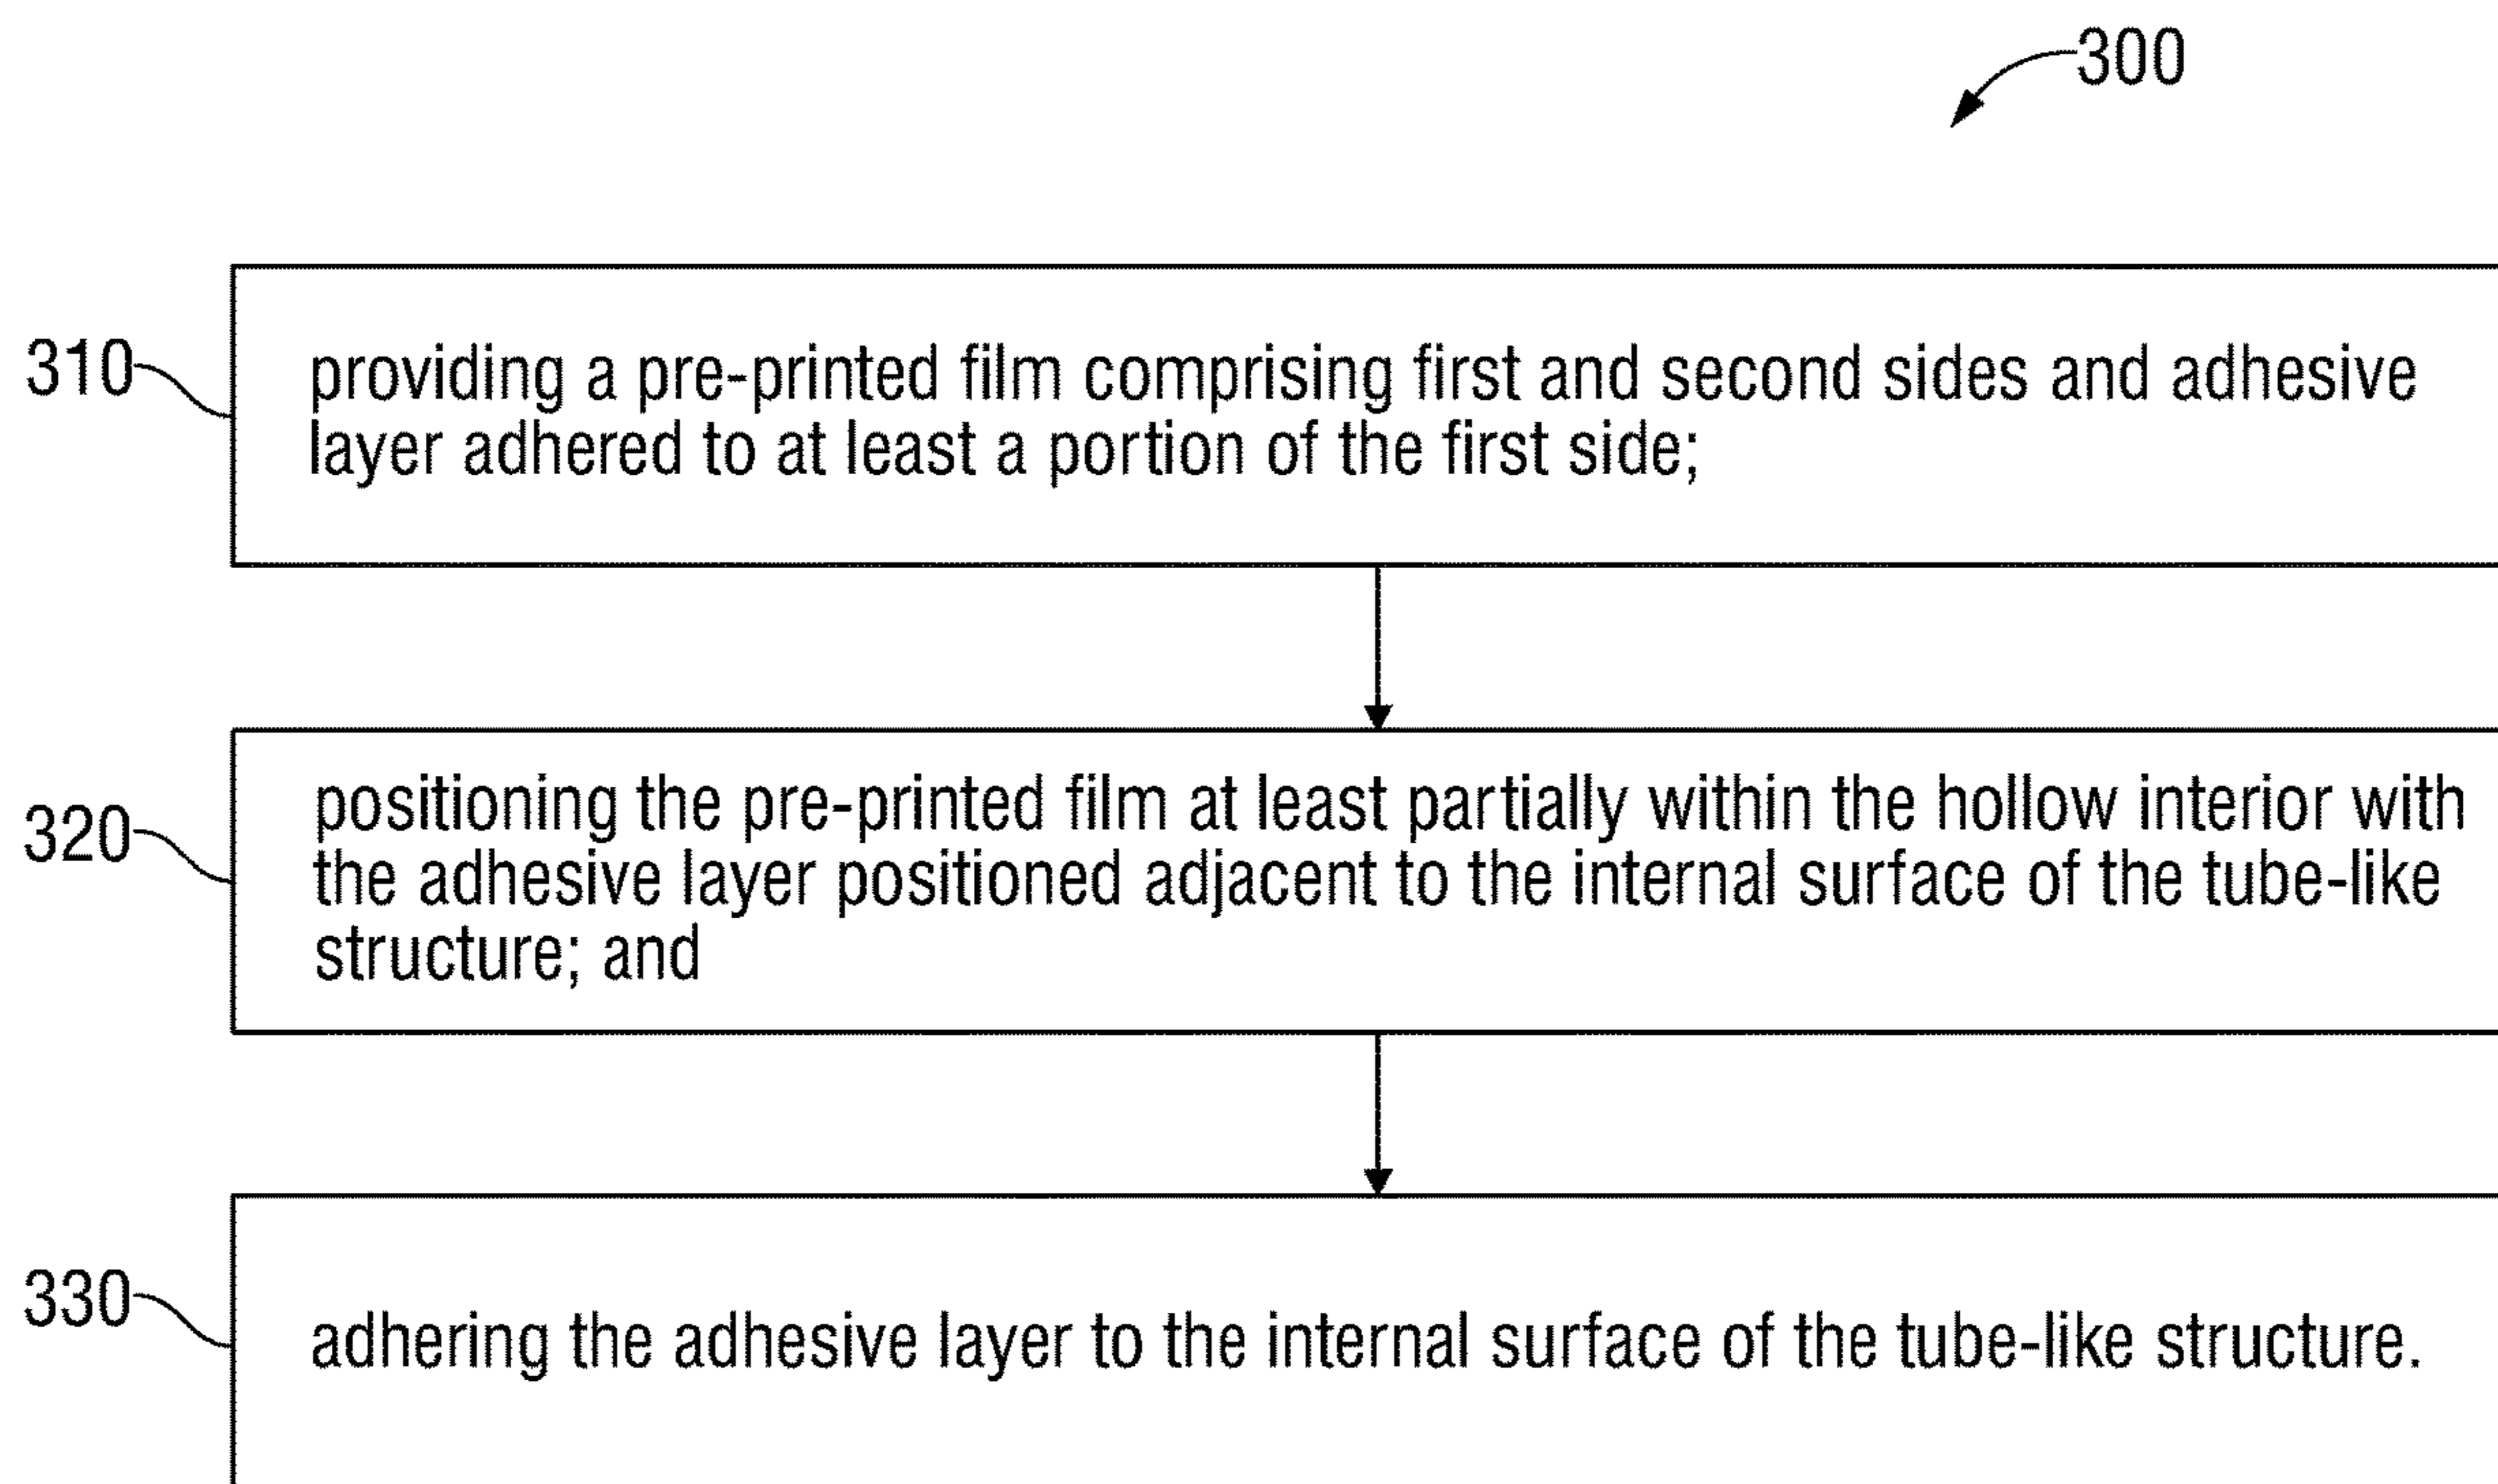 300
310
providing a pre-printed film comprising first and second sides and adhesive
layer adhered to at least a portion of the first side;
320
positioning the pre-printed film at least partially within the hollow interior with
the adhesive layer positioned adjacent to the internal surface of the tube-like
structure; and
330
adhering the adhesive layer to the internal surface of the tube-like structure.